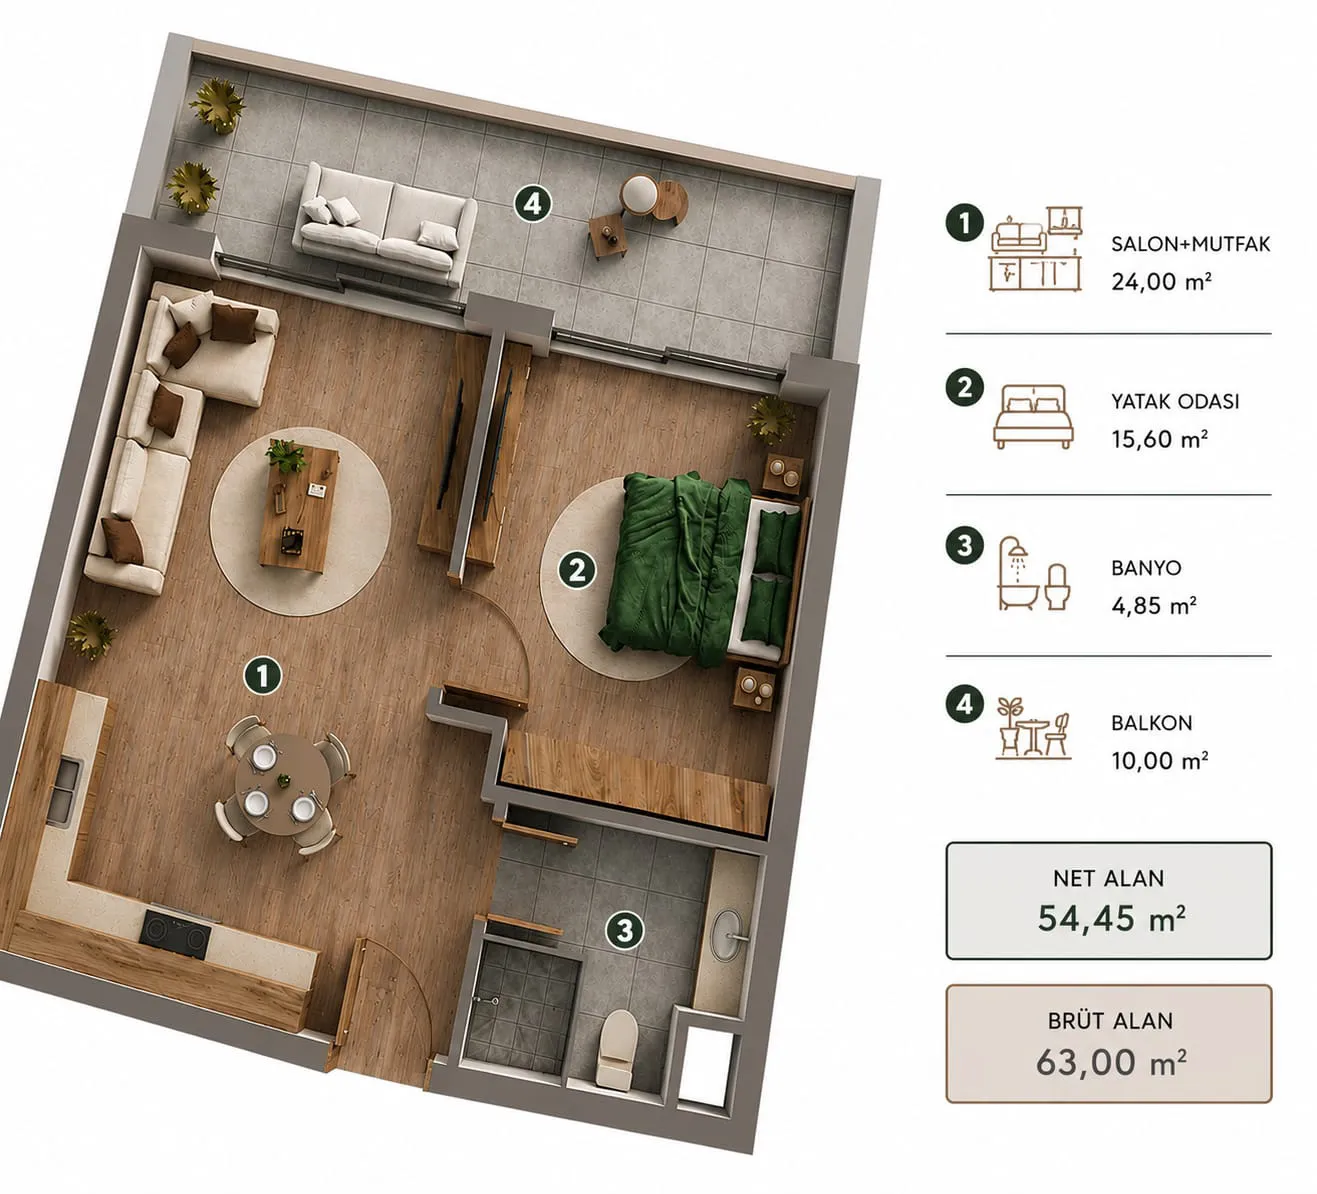 4
2
1
3
1
SALON+MUTFAK
24,00 m²
2
YATAK ODASI
15,60 m²
3
BANYO
4,85 m²
4
BALKON
10,00 m²
NET ALAN
54,45 m²
BRÜT ALAN
63,00 m²